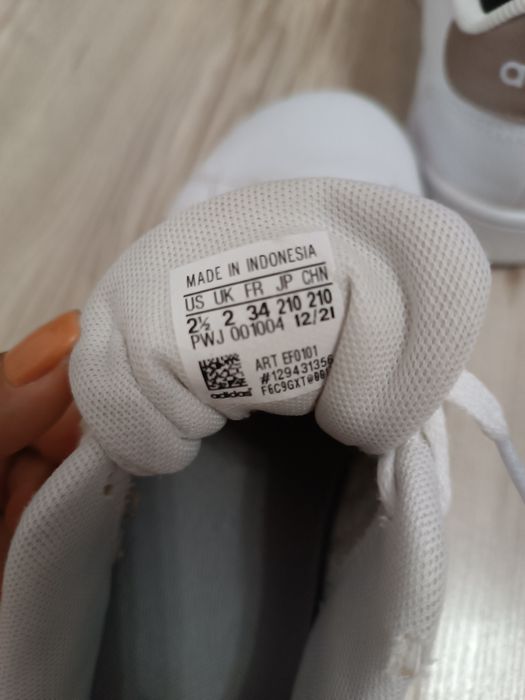 MADE IN INDONESIA
US UK FR JP CHN
2½ 2 34 210 210
PWJ 001004 12/21
ART EF0101
#129431356
F6C9GXT@
adidas